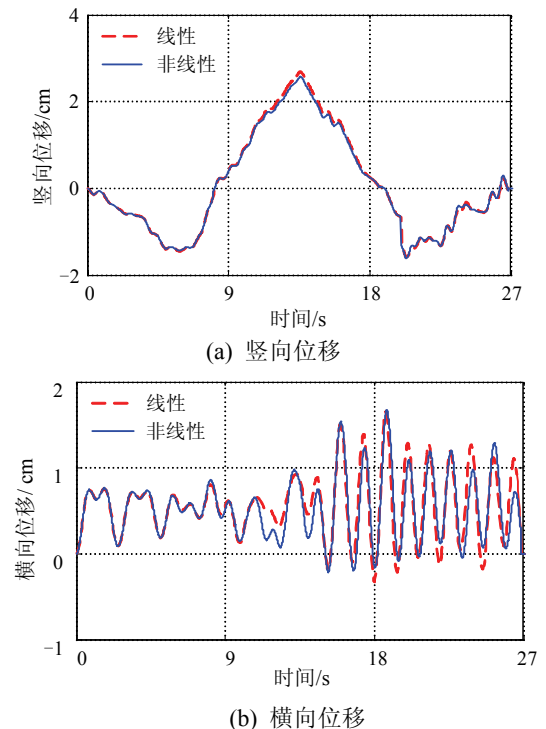 4
线性
非线性
2
竖向位移/cm
0
−2
0 9 18 27
时间/s
(a) 竖向位移
2
线性
非线性
1
横向位移/ cm
0
−1
0 9 18 27
时间/s
(b) 横向位移